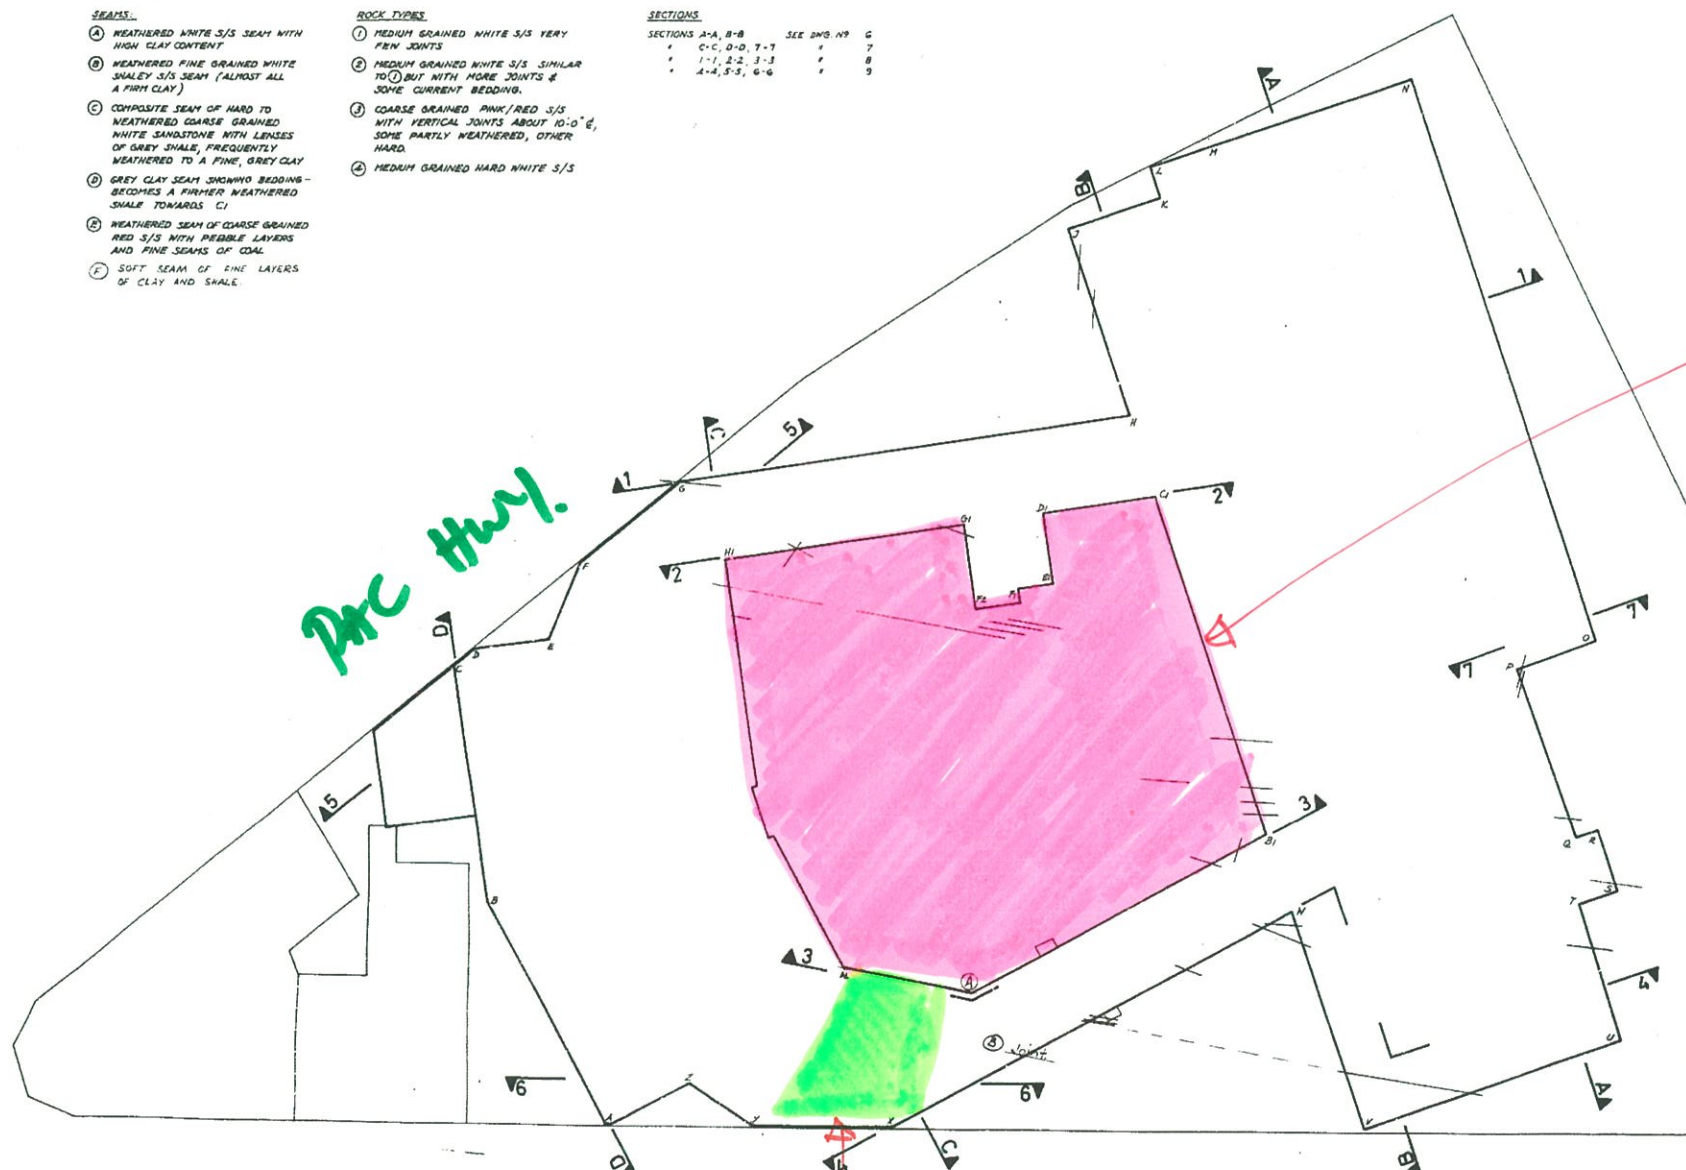 SEAMS:
A WEATHERED WHITE S/S SEAM WITH
HIGH CLAY CONTENT
B WEATHERED FINE GRAINED WHITE
SHALEY S/S SEAM (ALMOST ALL
A FIRM CLAY)
C COMPOSITE SEAM OF HARD TO
WEATHERED COARSE GRAINED
WHITE SANDSTONE WITH LENSES
OF GREY SHALE, FREQUENTLY
WEATHERED TO A FINE, GREY CLAY
D GREY CLAY SEAM SHOWING BEDDING-
BECOMES A FIRMER WEATHERED
SHALE TOWARDS C1
E WEATHERED SEAM OF COARSE GRAINED
RED S/S WITH PEBBLE LAYERS
AND FINE SEAMS OF COAL
F SOFT SEAM OF FINE LAYERS
OF CLAY AND SHALE.
ROCK TYPES
1 MEDIUM GRAINED WHITE S/S VERY
FEW JOINTS
2 MEDIUM GRAINED WHITE S/S SIMILAR
TO 1 BUT WITH MORE JOINTS &
SOME CURRENT BEDDING.
3 COARSE GRAINED PINK/RED S/S
WITH VERTICAL JOINTS ABOUT 10'-0"
SOME PARTLY WEATHERED, OTHER
HARD.
4 MEDIUM GRAINED HARD WHITE S/S
SECTIONS
SECTIONS A-A, B-B SEE DWG. Nº 6
" C-C, D-D, 7-7 " 7
" 1-1, 2-2, 3-3 " 8
" 4-4, 5-5, 6-6 " 9
A
N
M
L
B
K
J
1
H
C
5
1
G
PAC HWY.
2
C1
D1
G1
H1
2
F
E1
F1
F2
D
D
E
C
7
O
P
7
5
3
B1
Q
R
S
T
B
3
A
W
4
B Joint
U
6
Z
6
A
Y
X
V
A
D
C
B